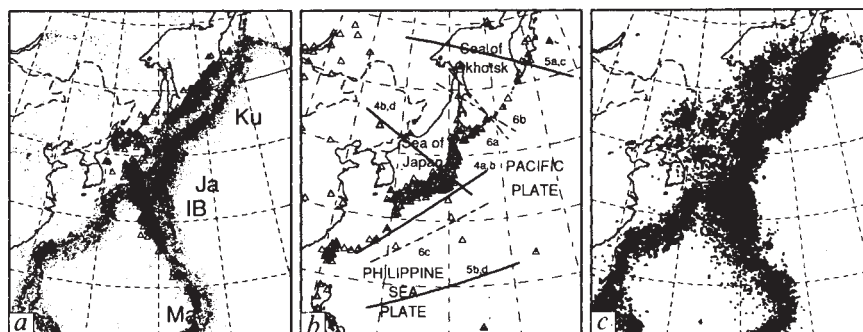 Ku
Ja
IB
Ma
a
Sea of
Okhotsk
5a,c
4b,d
6b
6a
Sea of
Japan
4a,b
PACIFIC
PLATE
6c
PHILIPPINE
5b,d
SEA
PLATE
b
c